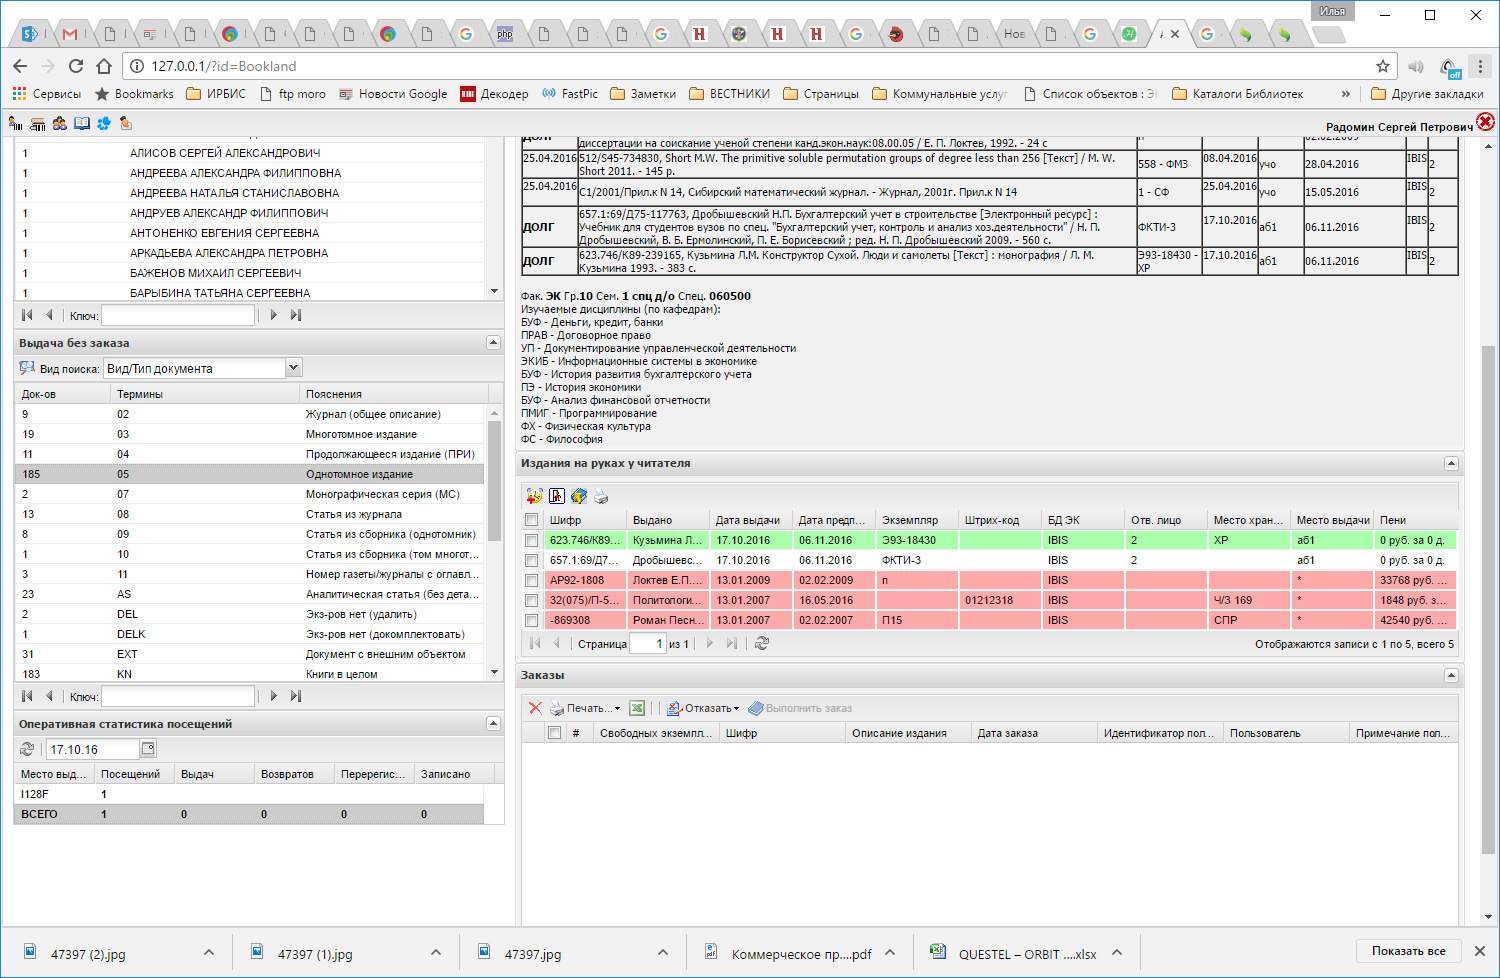 Илья
php
Нов
127.0.0.1/?id=Bookland
Сервисы
Bookmarks
ИРБИС
ftp moro
Новости Google
Декодер
FastPic
Заметки
ВЕСТНИКИ
Страницы
Коммунальные услуг
Список объектов : Э
Каталоги Библиотек
»
Другие закладки
off
Радомин Сергей Петрович
1 АЛИСОВ СЕРГЕЙ АЛЕКСАНДРОВИЧ
1 АНДРЕЕВА АЛЕКСАНДРА ФИЛИППОВНА
1 АНДРЕЕВА НАТАЛЬЯ СТАНИСЛАВОВНА
1 АНДРУЕВ АЛЕКСАНДР ФИЛИППОВИЧ
1 АНТОНЕНКО ЕВГЕНИЯ СЕРГЕЕВНА
1 АРКАДЬЕВА АЛЕКСАНДРА ПЕТРОВНА
1 БАЖЕНОВ МИХАИЛ СЕРГЕЕВИЧ
1 БАРЫБИНА ТАТЬЯНА СЕРГЕЕВНА
Ключ:
Выдача без заказа
Вид поиска: Вид/Тип документа
Док-ов Термины Пояснения
9 02 Журнал (общее описание)
19 03 Многотомное издание
11 04 Продолжающееся издание (ПРИ)
185 05 Однотомное издание
2 07 Монографическая серия (МС)
13 08 Статья из журнала
8 09 Статья из сборника (однотомник)
1 10 Статья из сборника (том многот...
3 11 Номер газеты/журналы с оглавл...
23 AS Аналитическая статья (без дета...
2 DEL Экз-ров нет (удалить)
1 DELK Экз-ров нет (докомплектовать)
31 EXT Документ с внешним объектом
183 KN Книги в целом
Ключ:
Оперативная статистика посещений
17.10.16
Место выд... Посещений Выдач Возвратов Перерегис... Записано
I128F 1
ВСЕГО 1 0 0 0 0
диссертации на соискание ученой степени канд.экон.наук:08.00.05 / Е. П. Локтев, 1992. - 24 с
25.04.2016 512/S45-734830, Short M.W. The primitive soluble permutation groups of degree less than 256 [Текст] / M. W. Short 2011. - 145 p. 558 - ФМЗ 08.04.2016 учо 28.04.2016 IBIS 2
25.04.2016 С1/2001/Прил.к N 14, Сибирский математический журнал. - Журнал, 2001г. Прил.к N 14 1 - СФ 25.04.2016 учо 15.05.2016 IBIS 2
ДОЛГ 657.1:69/Д75-117763, Дробышевский Н.П. Бухгалтерский учет в строительстве [Электронный ресурс] : Учебник для студентов вузов по спец. "Бухгалтерский учет, контроль и анализ хоз.деятельности" / Н. П. Дробышевский, В. Б. Ермолинский, П. Е. Борисевский ; ред. Н. П. Дробышевский 2009. - 560 с. ФКТИ-3 17.10.2016 аб1 06.11.2016 IBIS 2
ДОЛГ 623.746/К89-239165, Кузьмина Л.М. Конструктор Сухой. Люди и самолеты [Текст] : монография / Л. М. Кузьмина 1993. - 383 с. Э93-18430 - ХР 17.10.2016 аб1 06.11.2016 IBIS 2
Фак. ЭК Гр.10 Сем. 1 спц д/о Спец. 060500
Изучаемые дисциплины (по кафедрам):
БУФ - Деньги, кредит, банки
ПРАВ - Договорное право
УП - Документирование управленческой деятельности
ЭКИБ - Информационные системы в экономике
БУФ - История развития бухгалтерского учета
ПЭ - История экономики
БУФ - Анализ финансовой отчетности
ПМИГ - Программирование
ФХ - Физическая культура
ФС - Философия
Издания на руках у читателя
Шифр Выдано Дата выдачи Дата предп... Экземпляр Штрих-код БД ЭК Отв. лицо Место хран... Место выдачи Пени
623.746/К89... Кузьмина Л... 17.10.2016 06.11.2016 Э93-18430 IBIS 2 ХР аб1 0 руб. за 0 д.
657.1:69/Д7... Дробышевс... 17.10.2016 06.11.2016 ФКТИ-3 IBIS 2 аб1 0 руб. за 0 д.
АР92-1808 Локтев Е.П.... 13.01.2009 02.02.2009 п IBIS * 33768 руб. ...
32(075)/П-5... Политологи... 13.01.2007 16.05.2016 01212318 IBIS Ч/З 169 * 1848 руб. з...
-869308 Роман Песн... 13.01.2007 02.02.2007 П15 IBIS СПР * 42540 руб. ...
Страница 1 из 1
Отображаются записи с 1 по 5, всего 5
Заказы
Печать... Отказать Выполнить заказ
# Свободных экземпл... Шифр Описание издания Дата заказа Идентификатор пол... Пользователь Примечание пол...
47397 (2).jpg
47397 (1).jpg
47397.jpg
Коммерческое пр....pdf
QUESTEL – ORBIT ....xlsx
Показать все